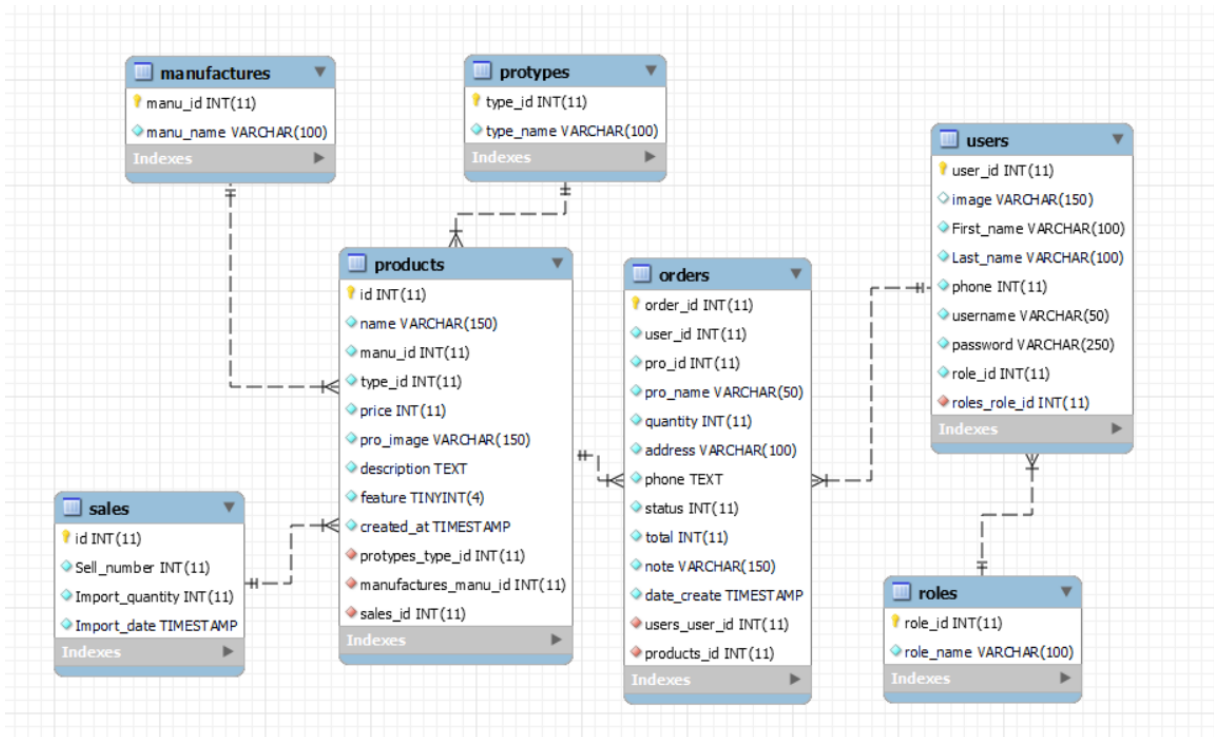 manufactures
manu_id INT(11)
manu_name VARCHAR(100)
Indexes
protypes
type_id INT(11)
type_name VARCHAR(100)
Indexes
users
user_id INT(11)
image VARCHAR(150)
First_name VARCHAR(100)
Last_name VARCHAR(100)
phone INT(11)
username VARCHAR(50)
password VARCHAR(250)
role_id INT(11)
roles_role_id INT(11)
Indexes
products
id INT(11)
name VARCHAR(150)
manu_id INT(11)
type_id INT(11)
price INT(11)
pro_image VARCHAR(150)
description TEXT
feature TINYINT(4)
created_at TIMESTAMP
protypes_type_id INT(11)
manufactures_manu_id INT(11)
sales_id INT(11)
Indexes
orders
order_id INT(11)
user_id INT(11)
pro_id INT(11)
pro_name VARCHAR(50)
quantity INT(11)
address VARCHAR(100)
phone TEXT
status INT(11)
total INT(11)
note VARCHAR(150)
date_create TIMESTAMP
users_user_id INT(11)
products_id INT(11)
Indexes
sales
id INT(11)
Sell_number INT(11)
Import_quantity INT(11)
Import_date TIMESTAMP
Indexes
roles
role_id INT(11)
role_name VARCHAR(100)
Indexes